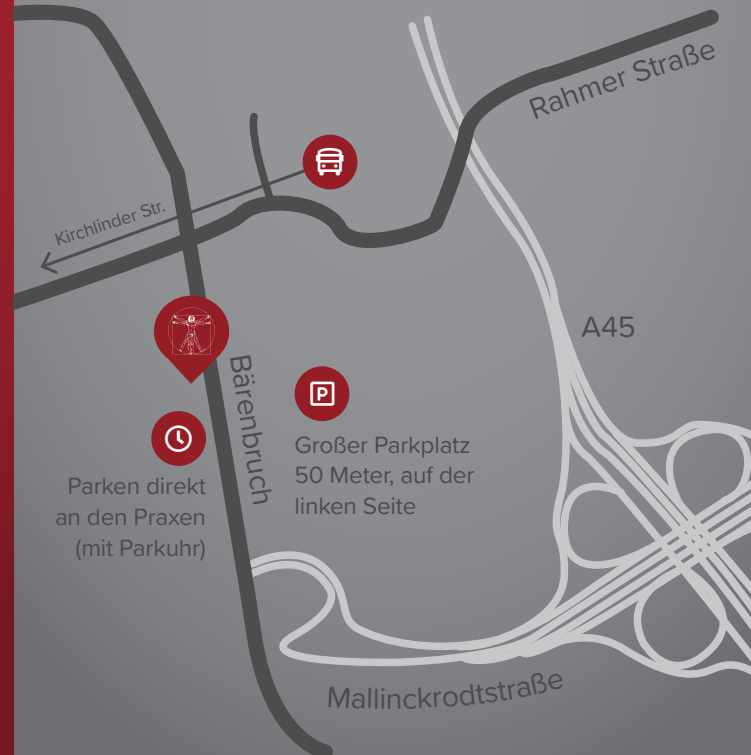 Rahmer Straße
Kirchlinder Str.
A45
Bärenbruch
P
Großer Parkplatz
50 Meter, auf der
linken Seite
Parken direkt
an den Praxen
(mit Parkuhr)
Mallinckrodtstraße